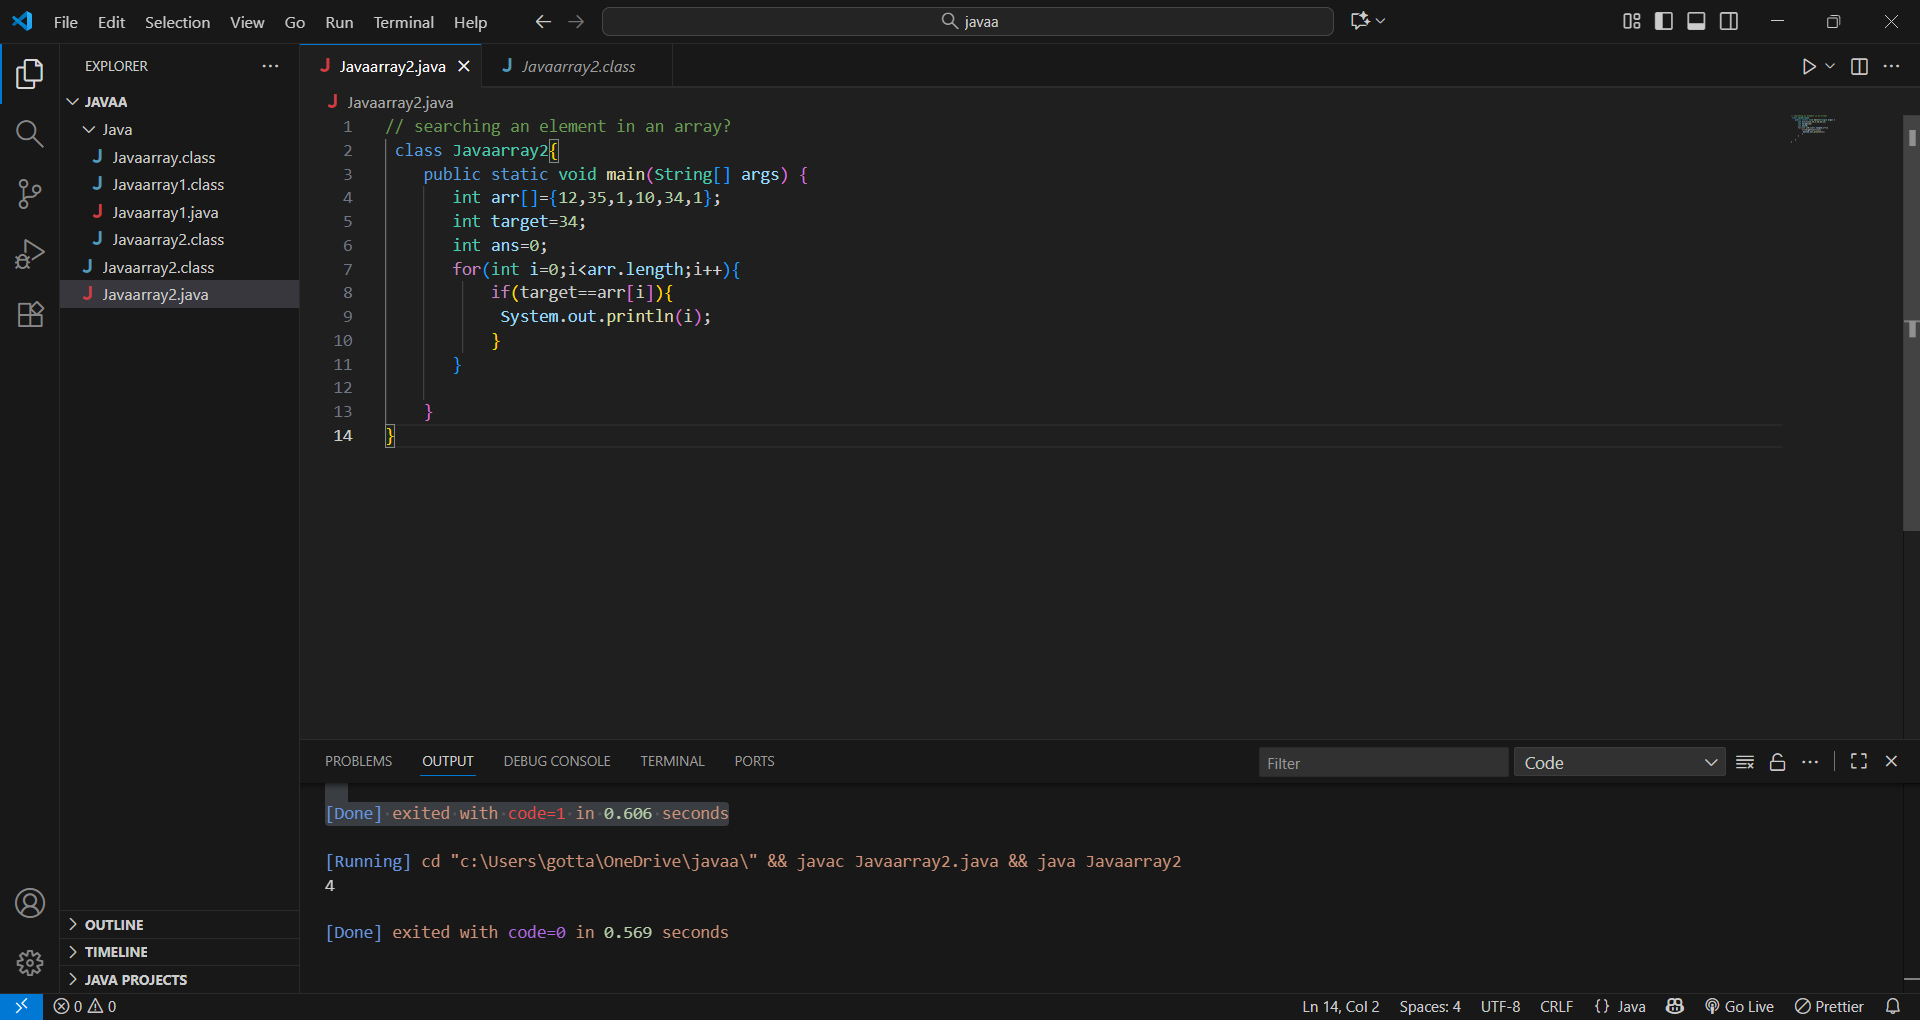 File Edit Selection View Go Run Terminal Help
javaa
EXPLORER
JAVAA
Java
Javaarray.class
Javaarray1.class
Javaarray1.java
Javaarray2.class
Javaarray2.class
Javaarray2.java
OUTLINE
TIMELINE
JAVA PROJECTS
Javaarray2.java
Javaarray2.class
Javaarray2.java
1 // searching an element in an array?
2 class Javaarray2{
3 public static void main(String[] args) {
4 int arr[]={12,35,1,10,34,1};
5 int target=34;
6 int ans=0;
7 for(int i=0;i<arr.length;i++){
8 if(target==arr[i]){
9 System.out.println(i);
10 }
11 }
12
13 }
14 }
PROBLEMS OUTPUT DEBUG CONSOLE TERMINAL PORTS
Filter
Code
[Done] exited with code=1 in 0.606 seconds
[Running] cd "c:\Users\gotta\OneDrive\javaa\" && javac Javaarray2.java && java Javaarray2
4
[Done] exited with code=0 in 0.569 seconds
0 0
Ln 14, Col 2 Spaces: 4 UTF-8 CRLF {} Java Go Live Prettier